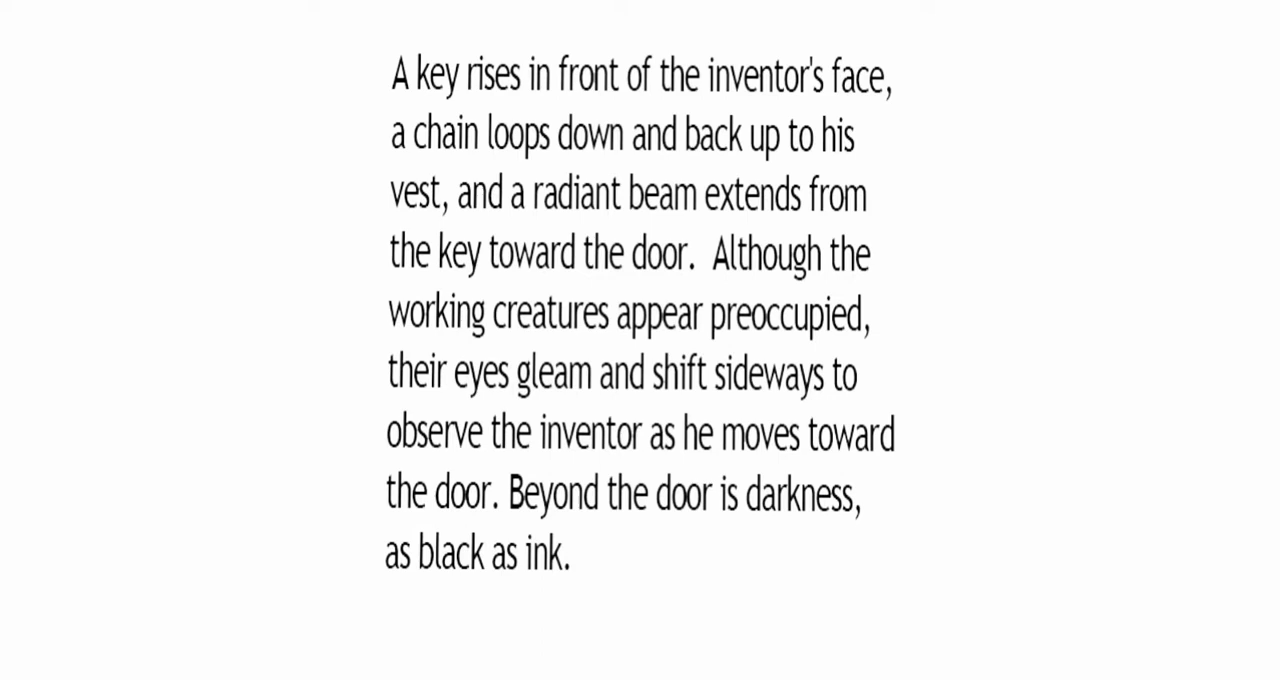 A key rises in front of the inventor's face,
a chain loops down and back up to his
vest, and a radiant beam extends from
the key toward the door.  Although the
working creatures appear preoccupied,
their eyes gleam and shift sideways to
observe the inventor as he moves toward
the door. Beyond the door is darkness,
as black as ink.